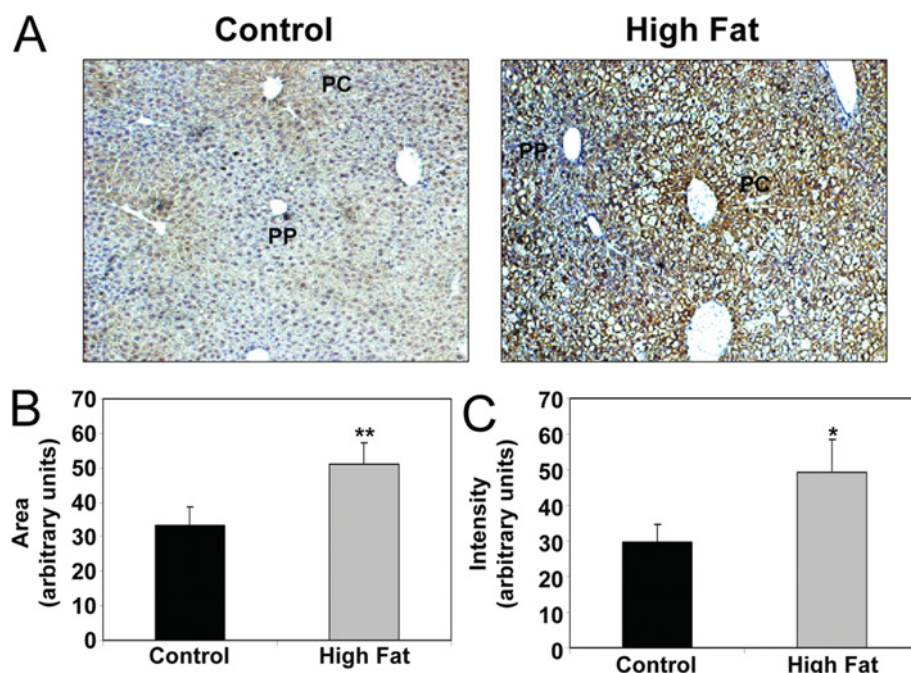 A
Control
High Fat
PC
PP
PP
PC
B
Area
(arbitrary units)
70
60
50
40
30
20
10
0
**
Control
High Fat
C
Intensity
(arbitrary units)
70
60
50
40
30
20
10
0
*
Control
High Fat